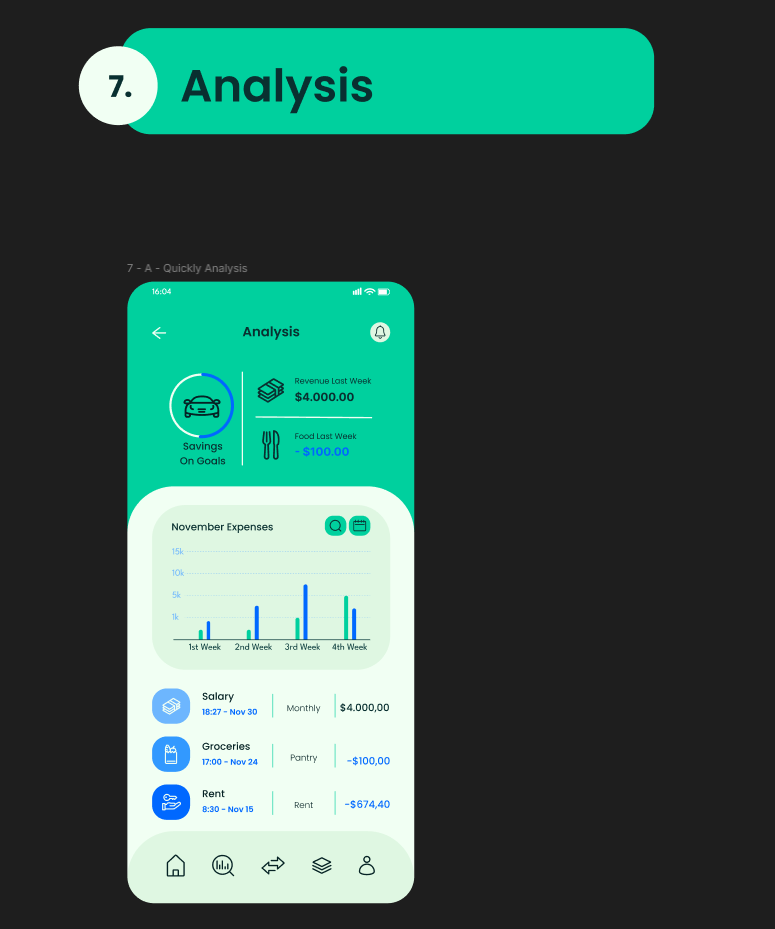 7.
Analysis
7 - A - Quickly Analysis
16:04
Analysis
Savings
On Goals
Revenue Last Week
$4.000.00
Food Last Week
- $100.00
November Expenses
15k
10k
5k
1k
1st Week 2nd Week 3rd Week 4th Week
Salary
18:27 - Nov 30
Monthly
$4.000,00
Groceries
17:00 - Nov 24
Pantry
-$100,00
Rent
8:30 - Nov 15
Rent
-$674,40